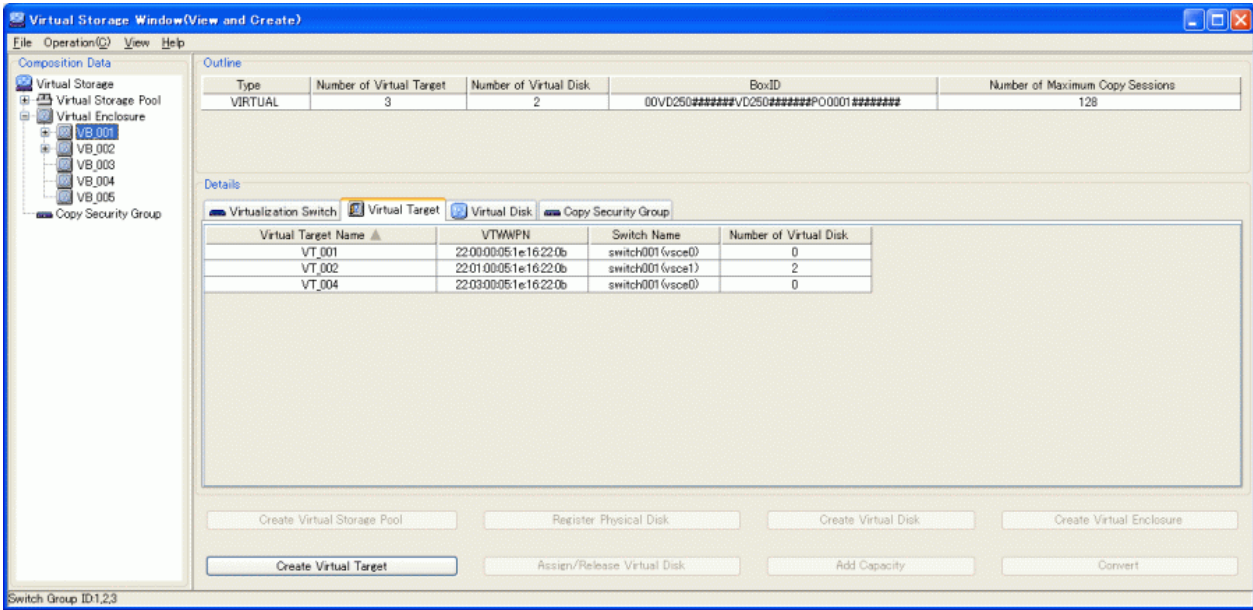 Virtual Storage Window(View and Create)
File Operation(C) View Help
Composition Data
Virtual Storage
Virtual Storage Pool
Virtual Enclosure
VB_001
VB_002
VB_003
VB_004
VB_005
Copy Security Group
Outline
Type Number of Virtual Target Number of Virtual Disk BoxID Number of Maximum Copy Sessions
VIRTUAL 3 2 00VD250#######VD250#######PO0001######## 128
Details
Virtualization Switch Virtual Target Virtual Disk Copy Security Group
Virtual Target Name VTWWPN Switch Name Number of Virtual Disk
VT_001 22:00:00:05:1e:16:22:0b switch001(vsce0) 0
VT_002 22:01:00:05:1e:16:22:0b switch001(vsce1) 2
VT_004 22:03:00:05:1e:16:22:0b switch001(vsce0) 0
Create Virtual Storage Pool Register Physical Disk Create Virtual Disk Create Virtual Enclosure
Create Virtual Target Assign/Release Virtual Disk Add Capacity Convert
Switch Group ID:1,2,3